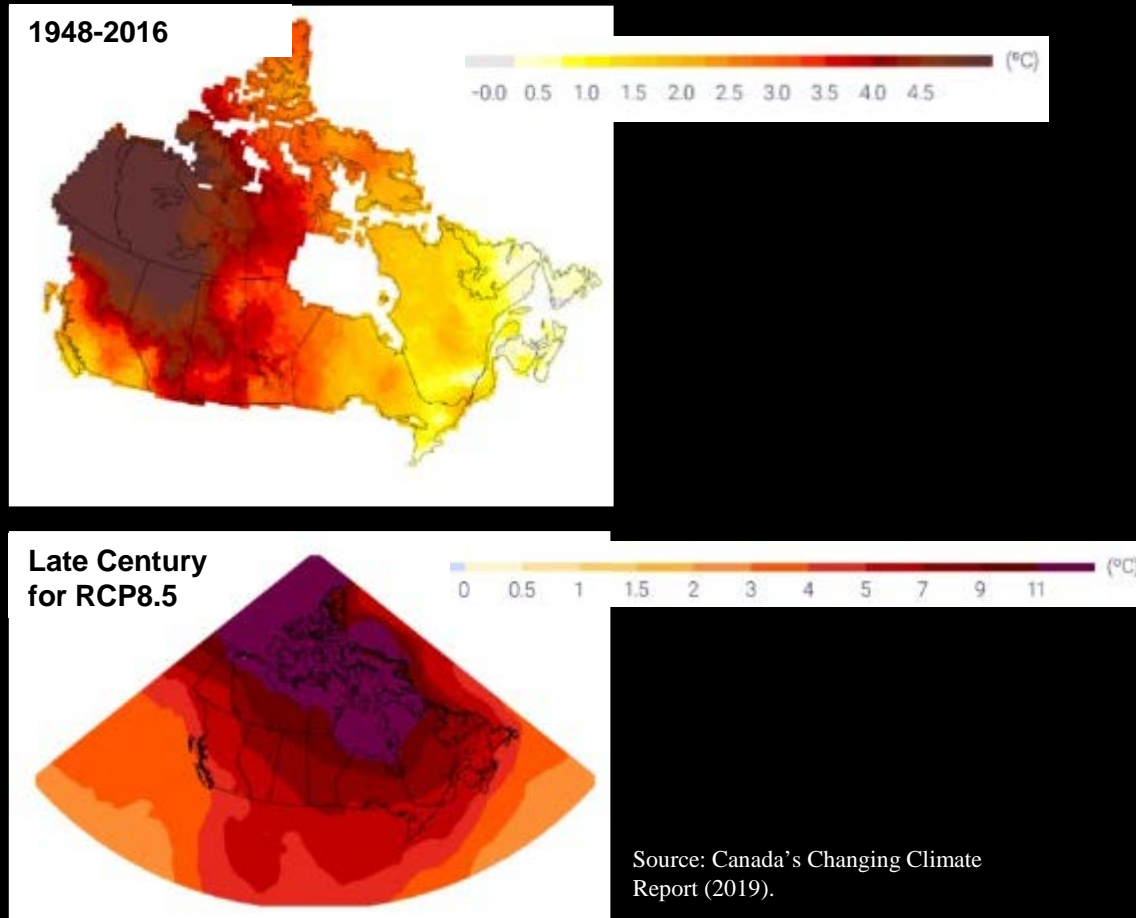 1948-2016
(°C)
-0.0 0.5 1.0 1.5 2.0 2.5 3.0 3.5 4.0 4.5
Late Century
for RCP8.5
(°C)
0 0.5 1 1.5 2 3 4 5 7 9 11
Source: Canada's Changing Climate
Report (2019).